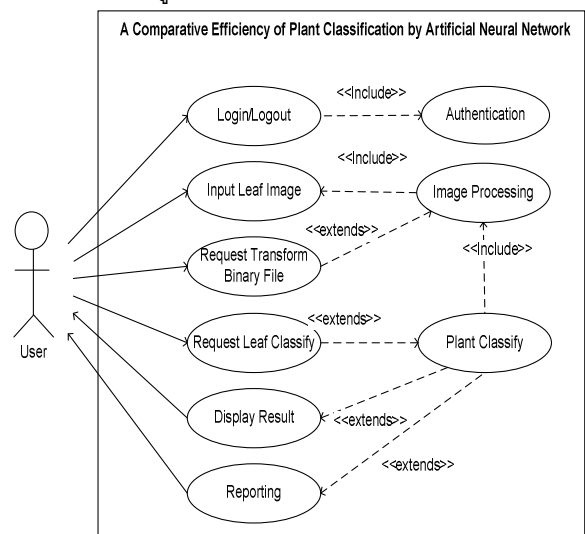 A Comparative Efficiency of Plant Classification by Artificial Neural Network
<<Include>>
Login/Logout
Authentication
<<Include>>
Input Leaf Image
Image Processing
<<extends>>
<<Include>>
Request Transform
Binary File
<<extends>>
Request Leaf Classify
Plant Classify
User
Display Result
<<extends>>
<<extends>>
Reporting